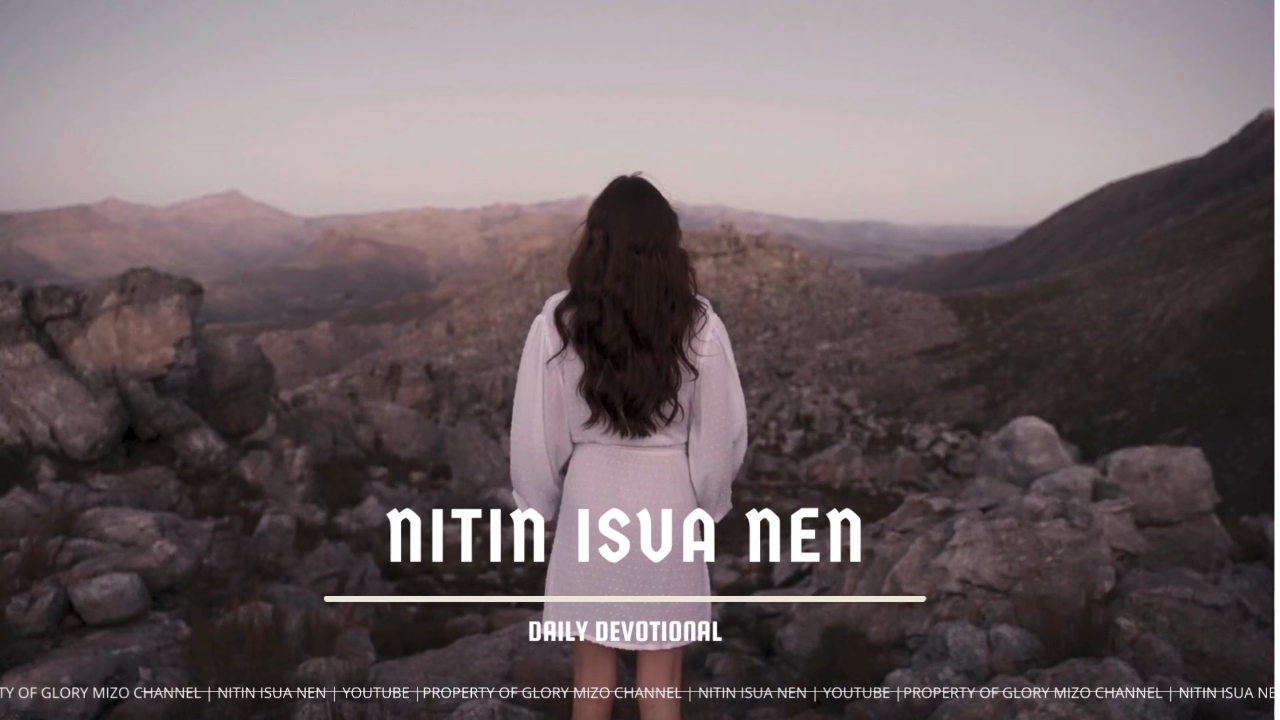 NITIN ISUA NEN
DAILY DEVOTIONAL
TY OF GLORY MIZO CHANNEL | NITIN ISUA NEN | YOUTUBE |PROPERTY OF GLORY MIZO CHANNEL | NITIN ISUA NEN | YOUTUBE |PROPERTY OF GLORY MIZO CHANNEL | NITIN ISUA NE